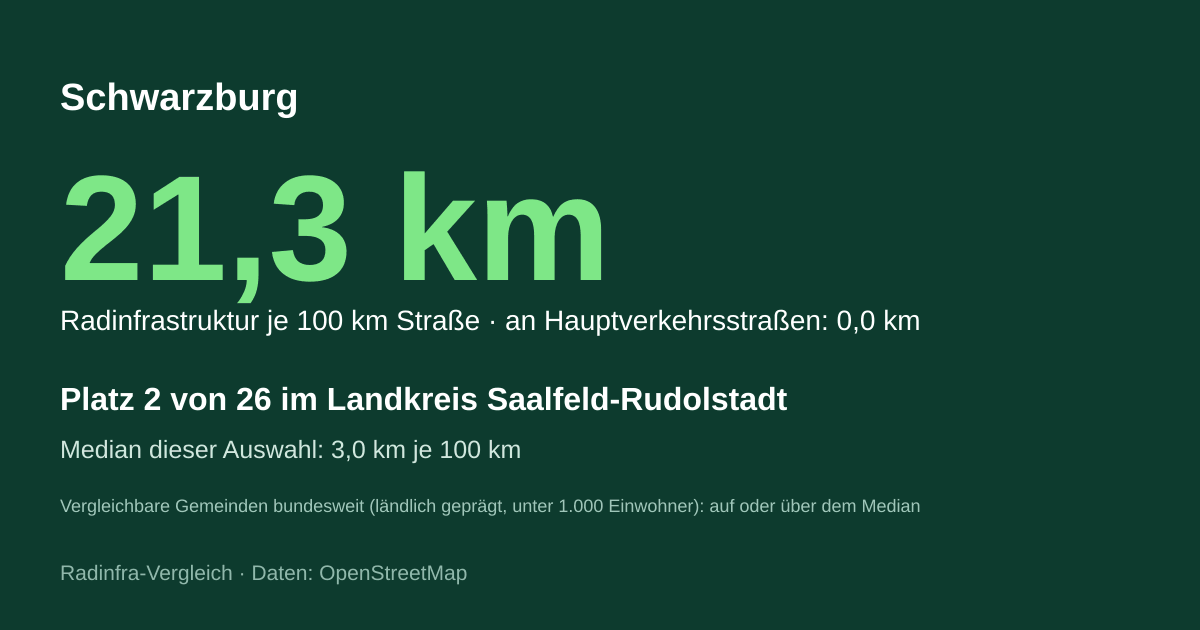 Schwarzburg
21,3 km
Radinfrastruktur je 100 km Straße · an Hauptverkehrsstraßen: 0,0 km
Platz 2 von 26 im Landkreis Saalfeld-Rudolstadt
Median dieser Auswahl: 3,0 km je 100 km
Vergleichbare Gemeinden bundesweit (ländlich geprägt, unter 1.000 Einwohner): auf oder über dem Median
Radinfra-Vergleich · Daten: OpenStreetMap